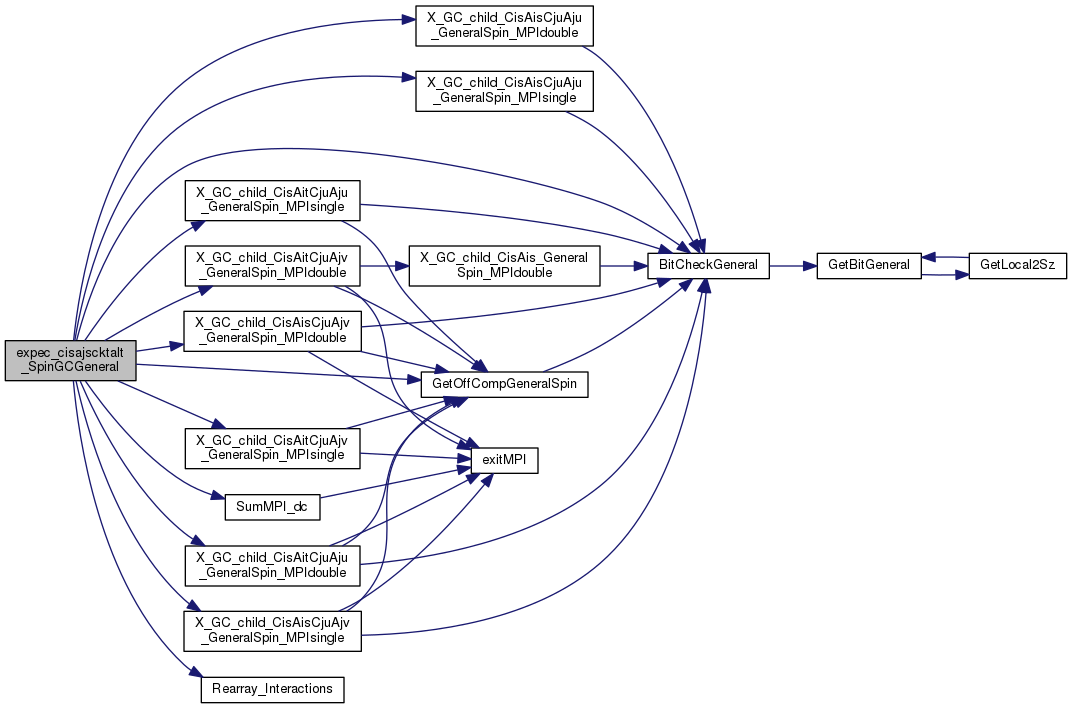 X_GC_child_CisAisCjuAju
_GeneralSpin_MPIdouble
X_GC_child_CisAisCjuAju
_GeneralSpin_MPIsingle
X_GC_child_CisAitCjuAju
_GeneralSpin_MPIsingle
X_GC_child_CisAitCjuAjv
_GeneralSpin_MPIdouble
X_GC_child_CisAis_General
Spin_MPIdouble
BitCheckGeneral
GetBitGeneral
GetLocal2Sz
X_GC_child_CisAisCjuAjv
_GeneralSpin_MPIdouble
expec_cisajscktalt
_SpinGCGeneral
GetOffCompGeneralSpin
X_GC_child_CisAitCjuAjv
_GeneralSpin_MPIsingle
exitMPI
SumMPI_dc
X_GC_child_CisAitCjuAju
_GeneralSpin_MPIdouble
X_GC_child_CisAisCjuAjv
_GeneralSpin_MPIsingle
Rearray_Interactions